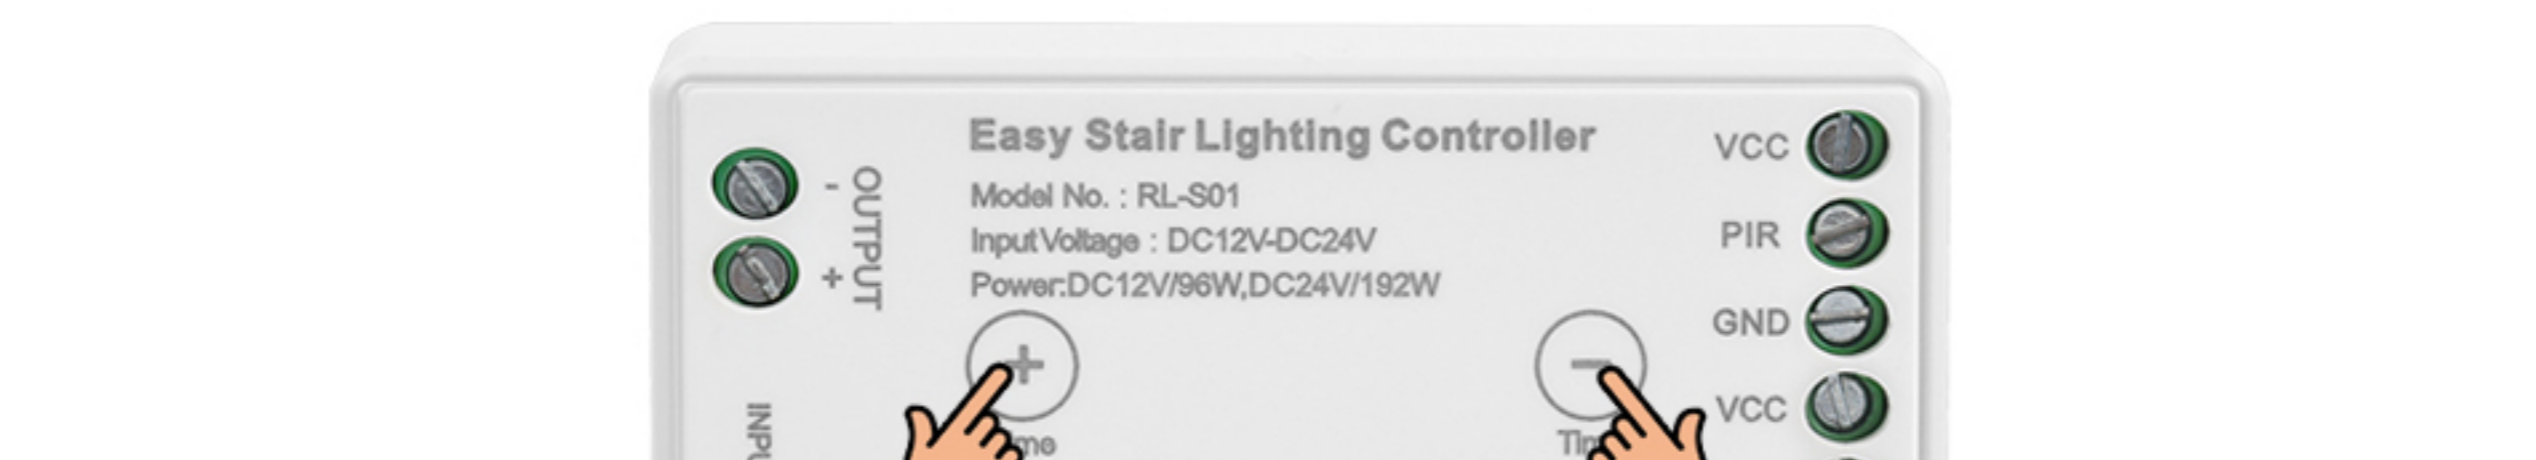 Easy Stair Lighting Controller
Model No. : RL-S01
Input Voltage : DC12V-DC24V
Power:DC12V/96W,DC24V/192W
- OUTPUT +
VCC
PIR
GND
VCC
+
-